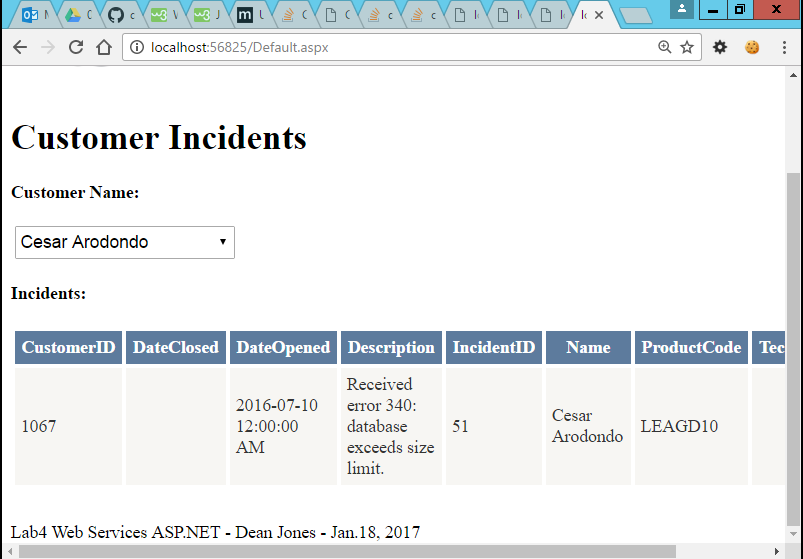 localhost:56825/Default.aspx
Customer Incidents
Customer Name:
Cesar Arodondo
Incidents:
CustomerID DateClosed DateOpened Description IncidentID Name ProductCode Tec
1067 2016-07-10 12:00:00 AM Received error 340: database exceeds size limit. 51 Cesar Arodondo LEAGD10
Lab4 Web Services ASP.NET - Dean Jones - Jan.18, 2017